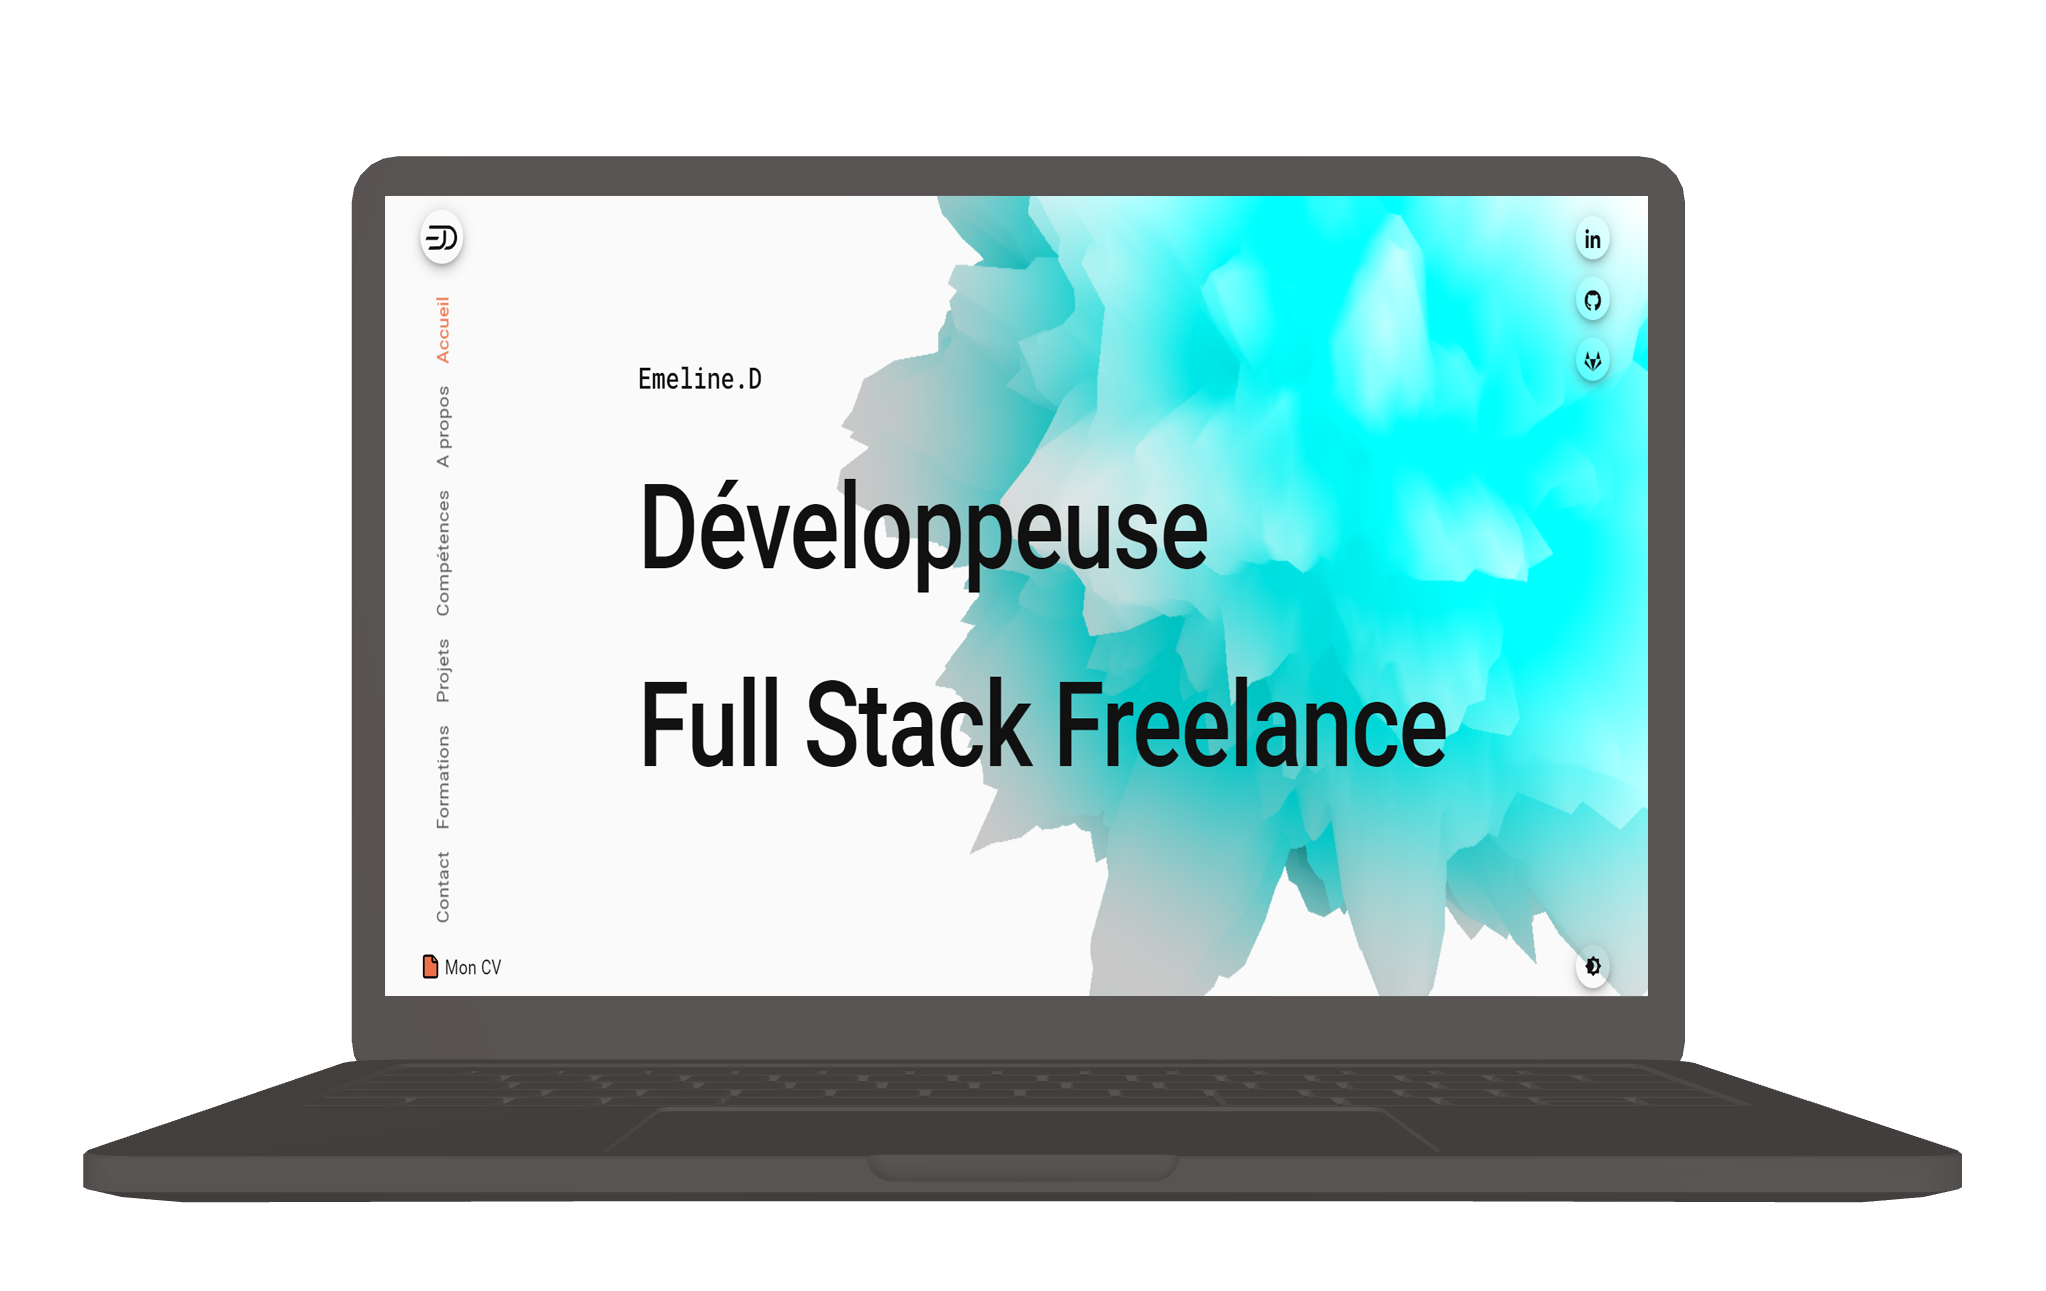 Accueil
A propos
Compétences
Projets
Formations
Contact
Mon CV
Emeline.D
Développeuse
Full Stack Freelance
in